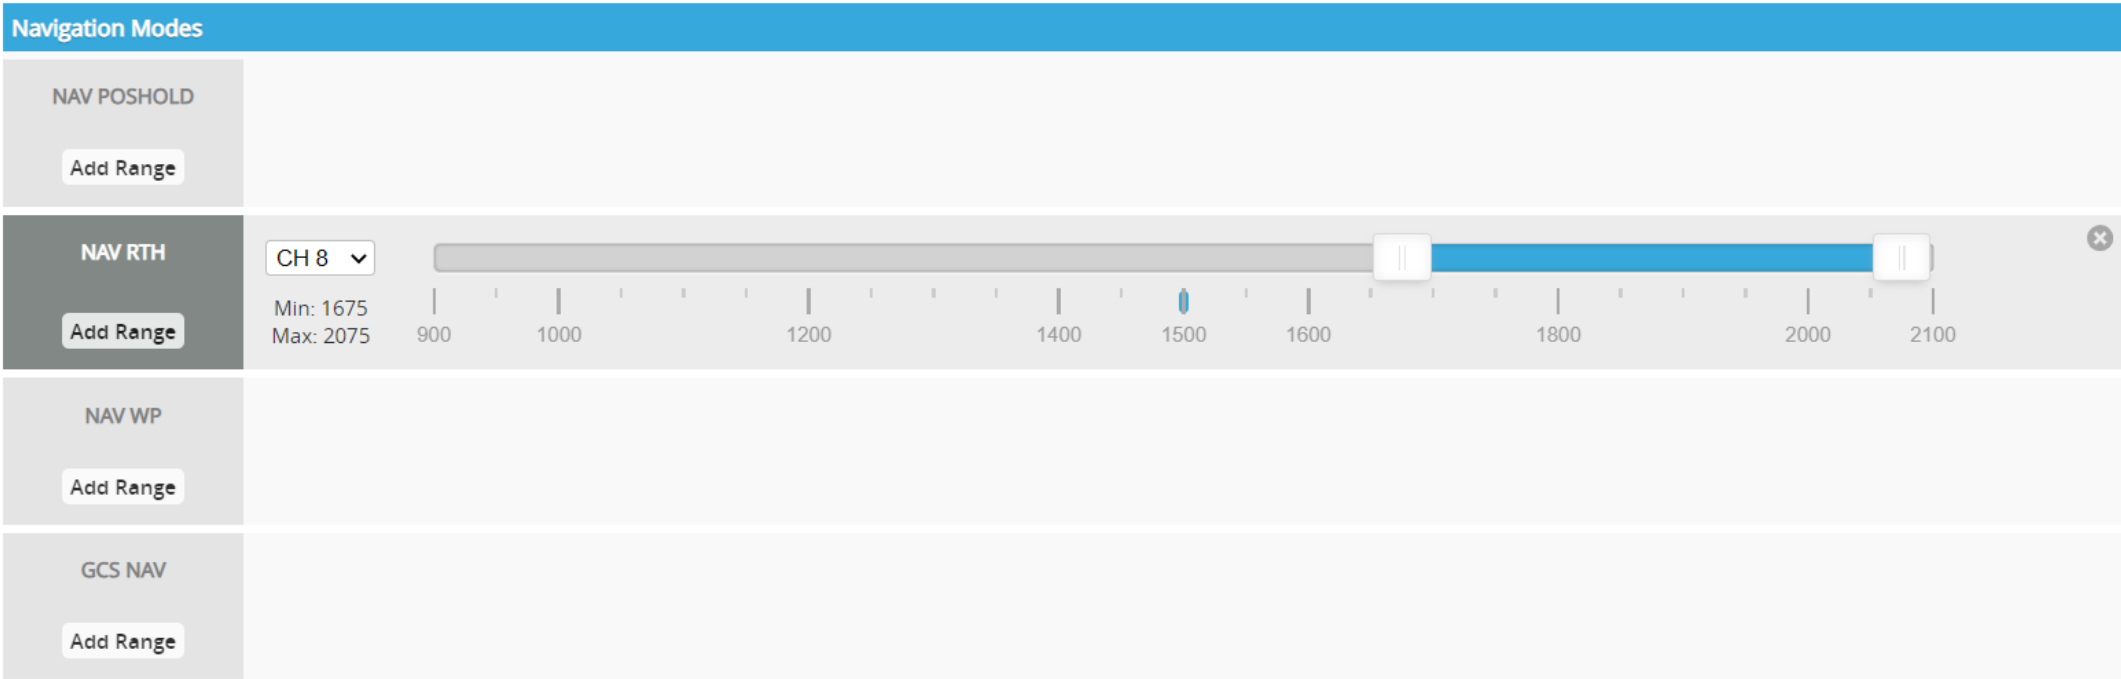 Navigation Modes
NAV POSHOLD
Add Range
NAV RTH
Add Range
CH 8
Min: 1675
Max: 2075
900 1000 1200 1400 1500 1600 1800 2000 2100
NAV WP
Add Range
GCS NAV
Add Range